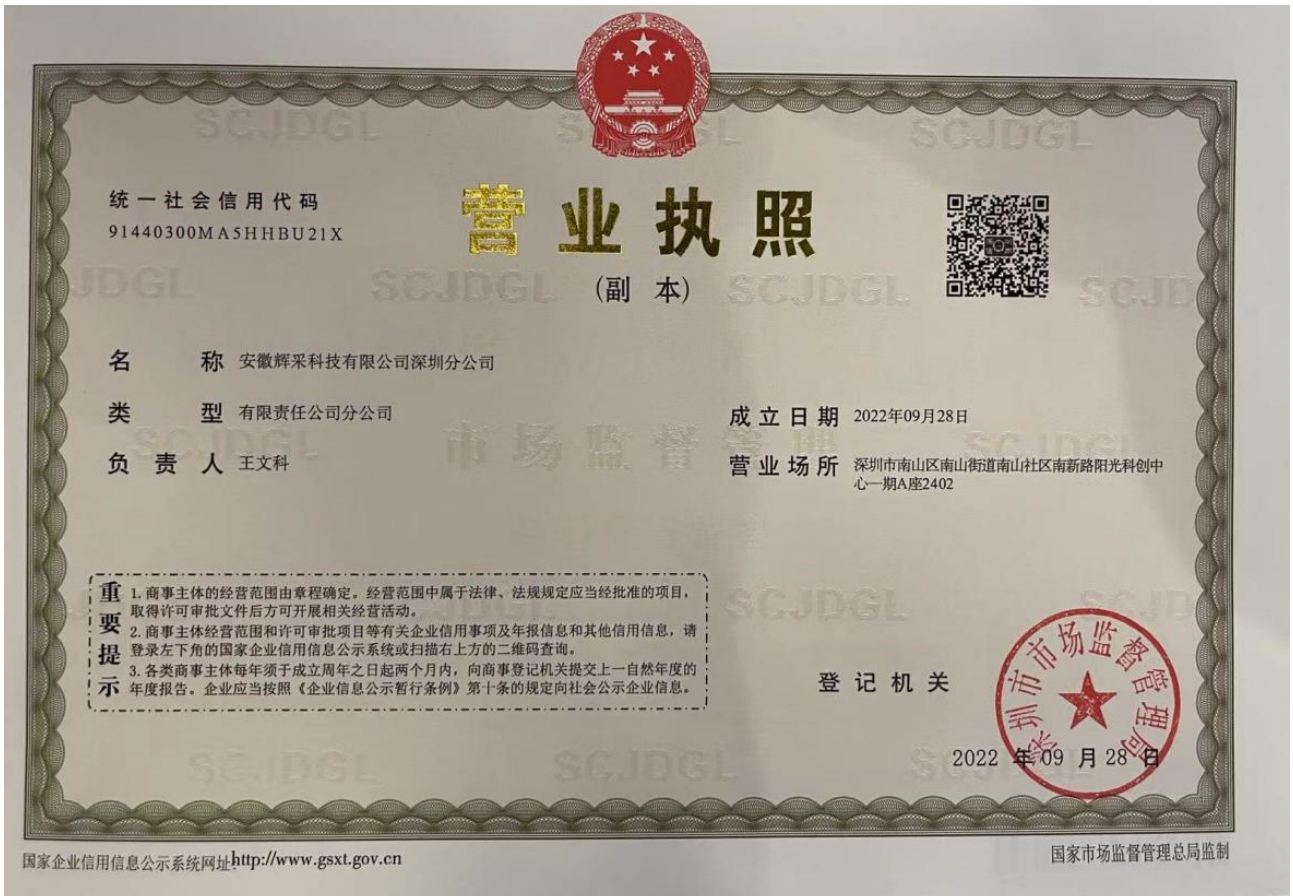 统一社会信用代码
91440300MA5HHBU21X
营业执照
(副 本)
名 称 安徽辉采科技有限公司深圳分公司
类 型 有限责任公司分公司
负 责 人 王文科
成 立 日 期 2022年09月28日
营 业 场 所 深圳市南山区南山街道南山社区南新路阳光科创中
心一期A座2402
重要提示
1. 商事主体的经营范围由章程确定。经营范围中属于法律、法规规定应当经批准的项目,
取得许可审批文件后方可开展相关经营活动。
2. 商事主体经营范围和许可审批项目等有关企业信用事项及年报信息和其他信用信息,请
登录左下角的国家企业信用信息公示系统或扫描右上方的二维码查询。
3. 各类商事主体每年须于成立周年之日起两个月内,向商事登记机关提交上一自然年度的
年度报告。企业应当按照《企业信息公示暂行条例》第十条的规定向社会公示企业信息。
登 记 机 关
深圳市市场监督管理局
2022 年 09 月 28 日
国家企业信用信息公示系统网址:http://www.gsxt.gov.cn
国家市场监督管理总局监制
SCJDGL
市场监督管理